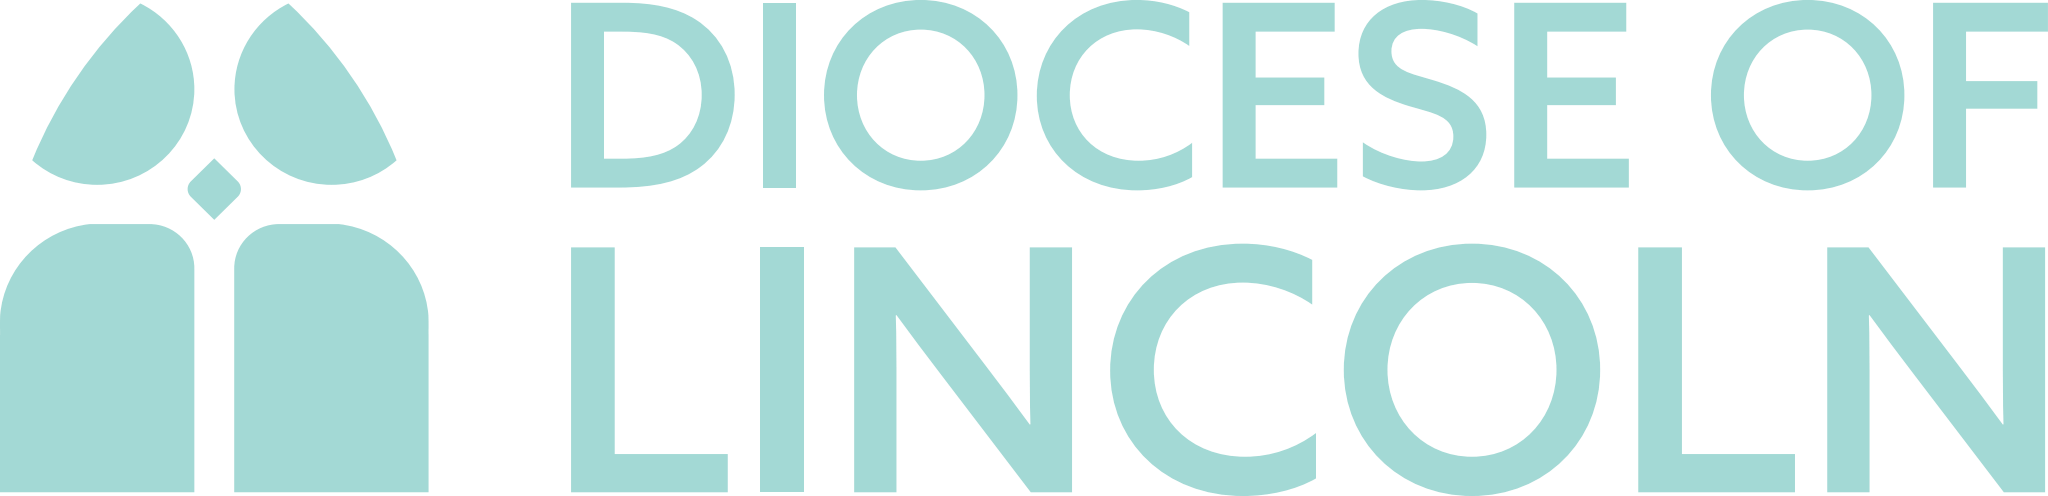 DIOCESE OF
LINCOLN